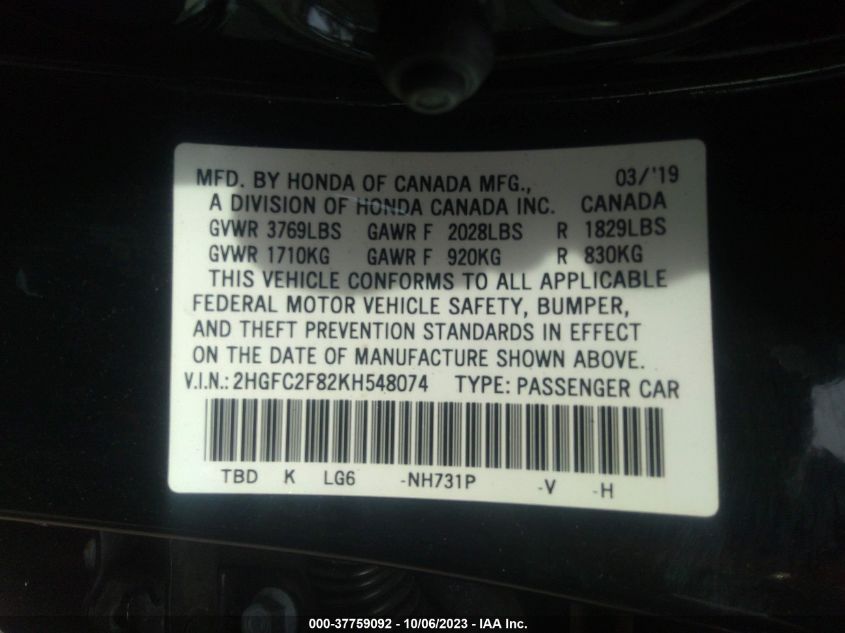 MFD. BY HONDA OF CANADA MFG., 03/'19
A DIVISION OF HONDA CANADA INC. CANADA
GVWR 3769LBS GAWR F 2028LBS R 1829LBS
GVWR 1710KG GAWR F 920KG R 830KG
THIS VEHICLE CONFORMS TO ALL APPLICABLE
FEDERAL MOTOR VEHICLE SAFETY, BUMPER,
AND THEFT PREVENTION STANDARDS IN EFFECT
ON THE DATE OF MANUFACTURE SHOWN ABOVE.
V.I.N.: 2HGFC2F82KH548074 TYPE: PASSENGER CAR
TBD K LG6 -NH731P -V -H
000-37759092 - 10/06/2023 - IAA Inc.